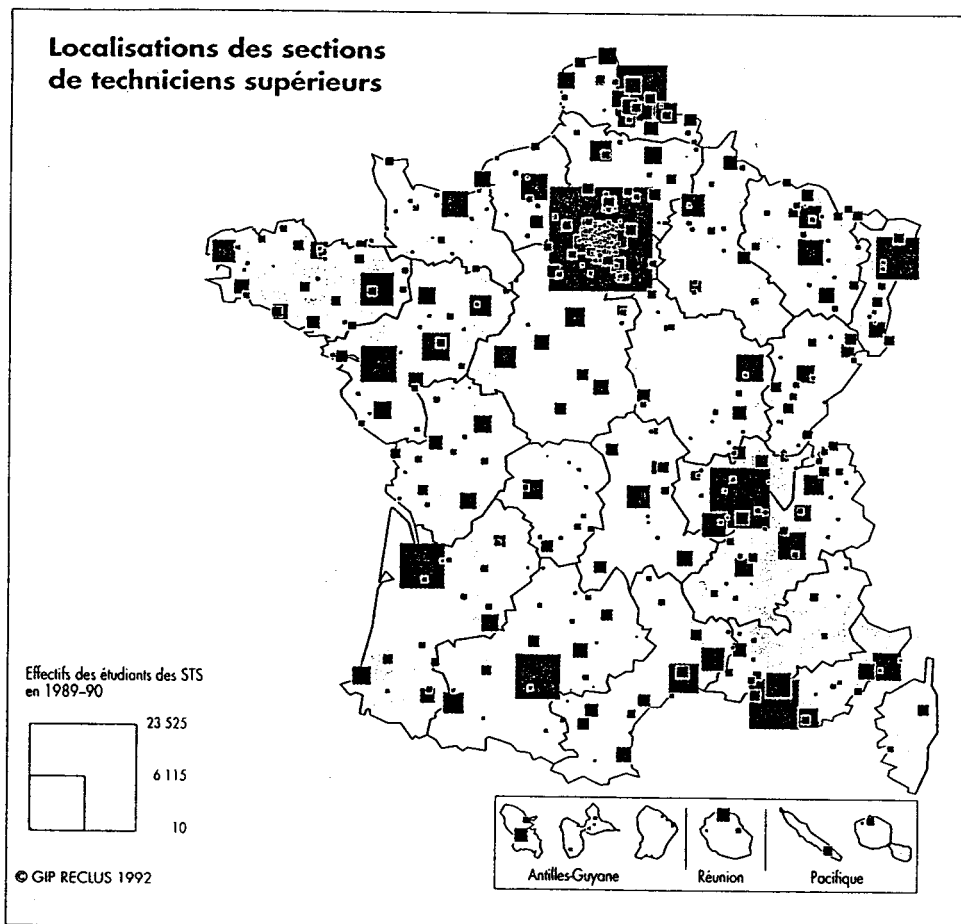 Localisations des sections
de techniciens supérieurs
Effectifs des étudiants des STS
en 1989-90
23 525
6 115
10
© GIP RECLUS 1992
Antilles-Guyane
Réunion
Pacifique